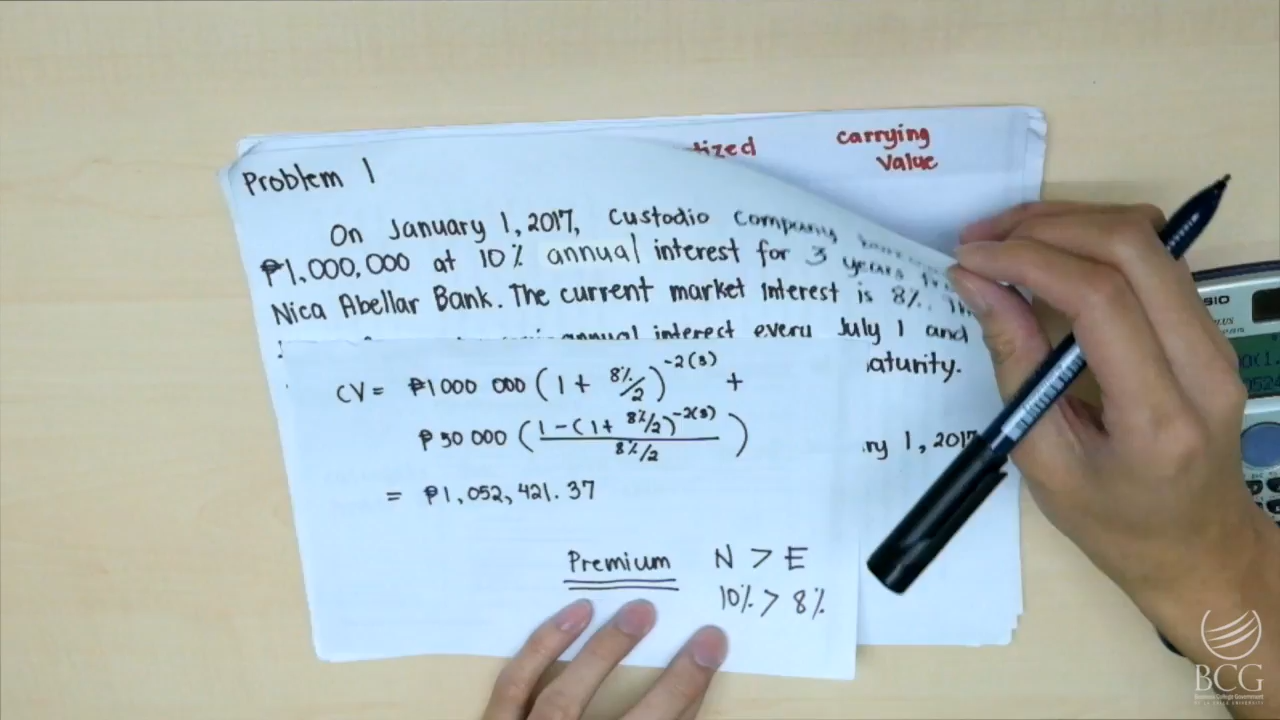 Problem 1
tized
carrying
value
On January 1, 2017, Custodio Company
₱1,000,000 at 10% annual interest for 3 years
Nica Abellar Bank. The current market interest is 8%.
annual interest every July 1 and
aturity.
ry 1, 2017
CV = ₱1 000 000 (1 + 8%/2)^-2(3) +
₱50 000 (1-(1+ 8%/2)^-2(3) / 8%/2)
= ₱1,052,421.37
Premium N > E
10% > 8%
SIO
BCG